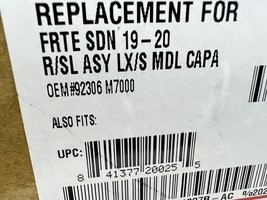 REPLACEMENT FOR
FRTE SDN 19-20
R/SL ASY LX/S MDL CAPA
OEM#92306 M7000
ALSO FITS:
UPC:
8 41377 20025 5